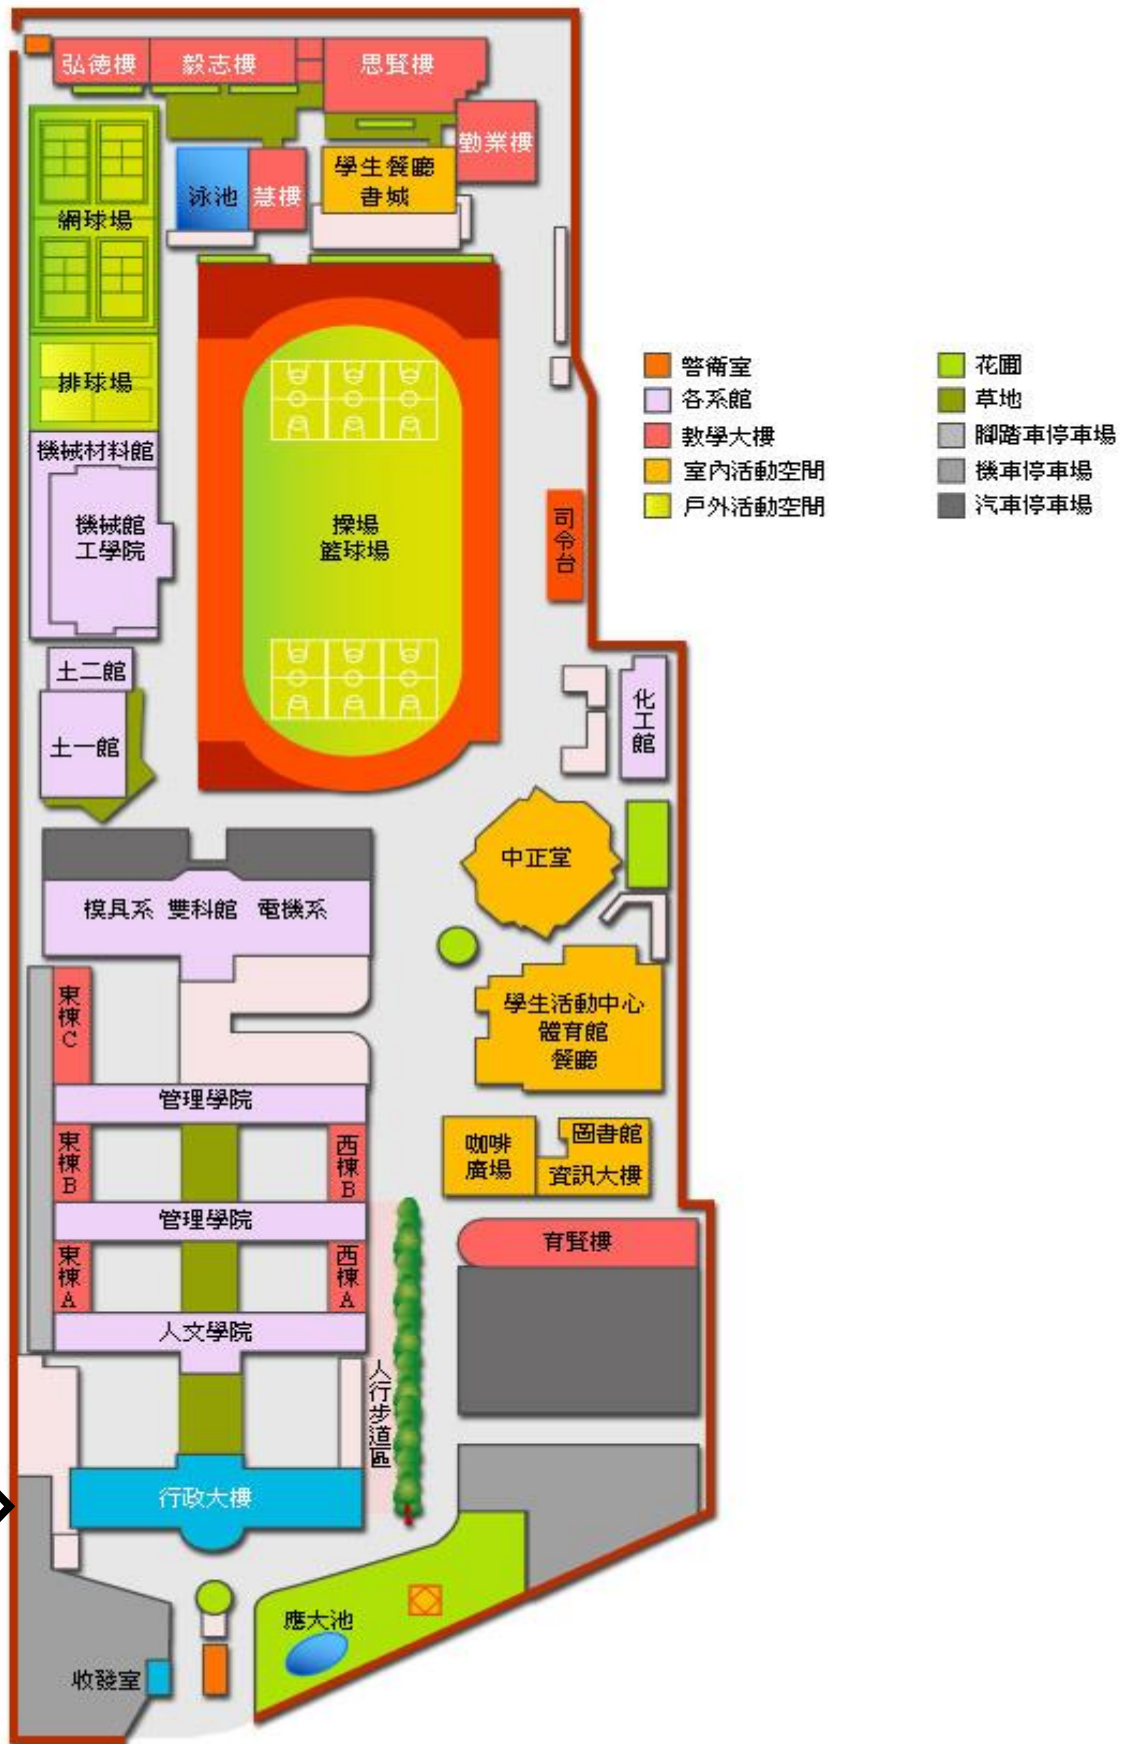 弘德樓
毅志樓
思賢樓
勤業樓
學生餐廳
書城
泳池
慧樓
網球場
排球場
機械材料館
機械館
工學院
操場
籃球場
司令台
警衛室
各系館
教學大樓
室內活動空間
戶外活動空間
花圃
草地
腳踏車停車場
機車停車場
汽車停車場
土二館
土一館
化工館
中正堂
模具系 雙科館 電機系
學生活動中心
體育館
餐廳
東棟C
管理學院
東棟B
西棟B
咖啡
廣場
圖書館
資訊大樓
管理學院
育賢樓
東棟A
西棟A
人文學院
人行步道區
行政大樓
應大池
收發室